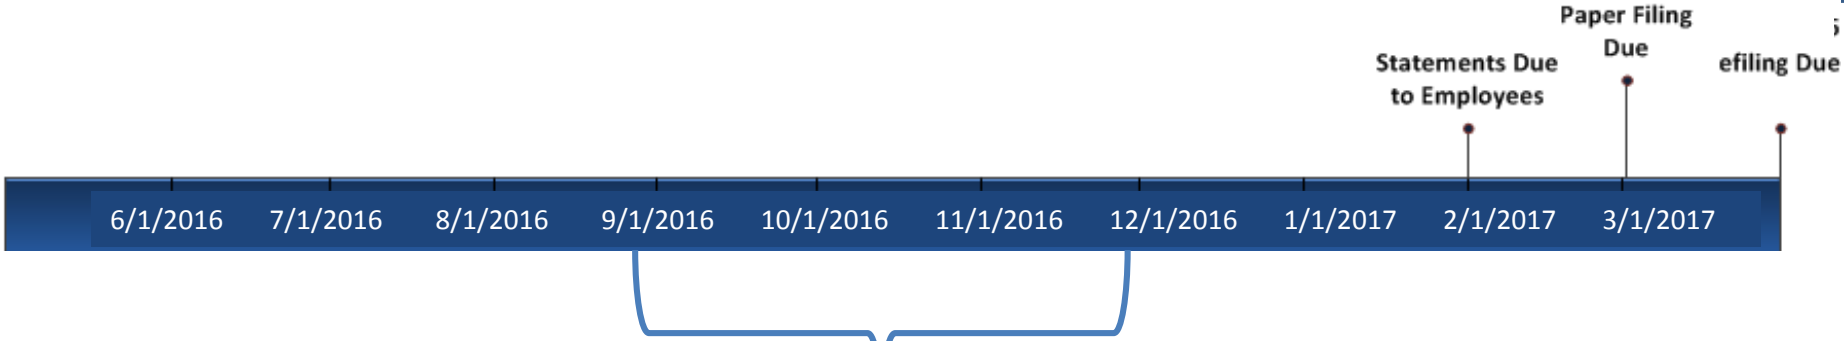 Paper Filing
Due
Statements Due
to Employees
efiling Due
6/1/2016 7/1/2016 8/1/2016 9/1/2016 10/1/2016 11/1/2016 12/1/2016 1/1/2017 2/1/2017 3/1/2017